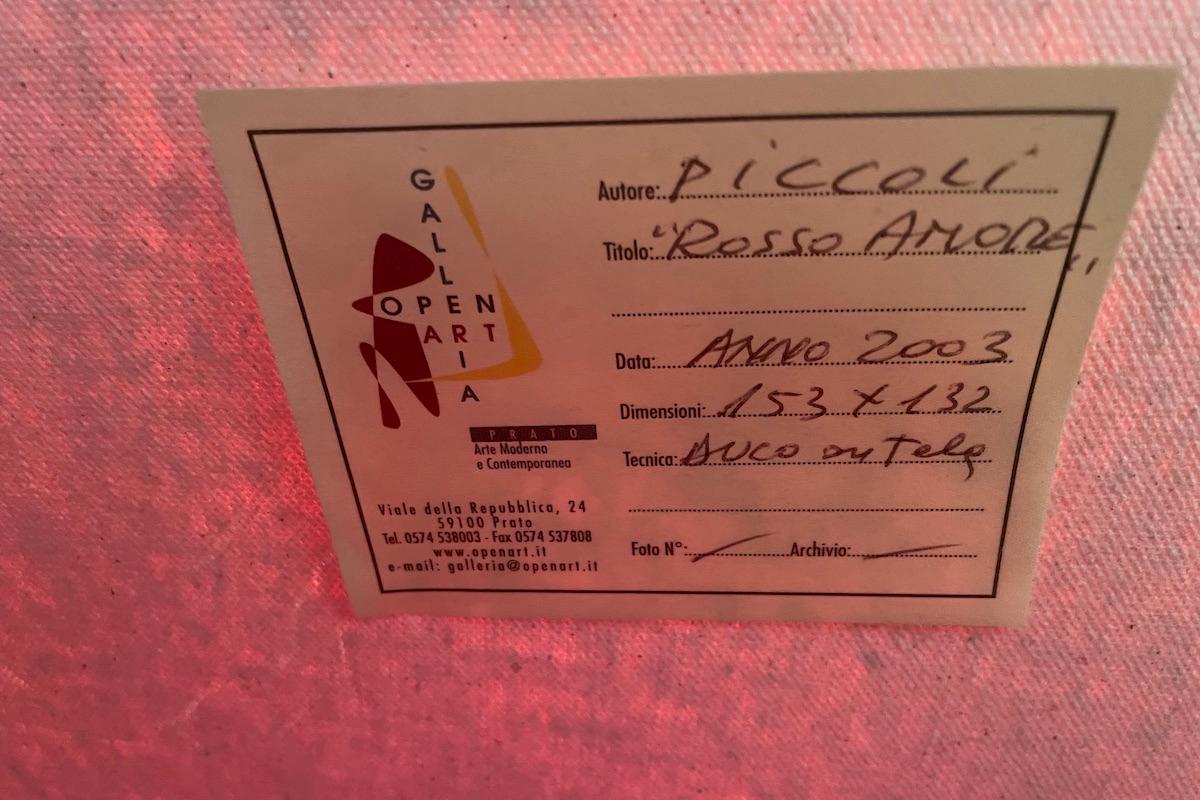 GALLERIA
OPEN
ART
PRATO
Arte Moderna
e Contemporanea
Viale della Repubblica, 24
59100 Prato
Tel. 0574 538003 - Fax 0574 537808
www.openart.it
e-mail: galleria@openart.it
Autore: PiCCOLi
Titolo: "ROSSO AMORE"
Data: ANNO 2003
Dimensioni: 153 X 132
Tecnica: DUCO su Tela
Foto N°: / Archivio: /